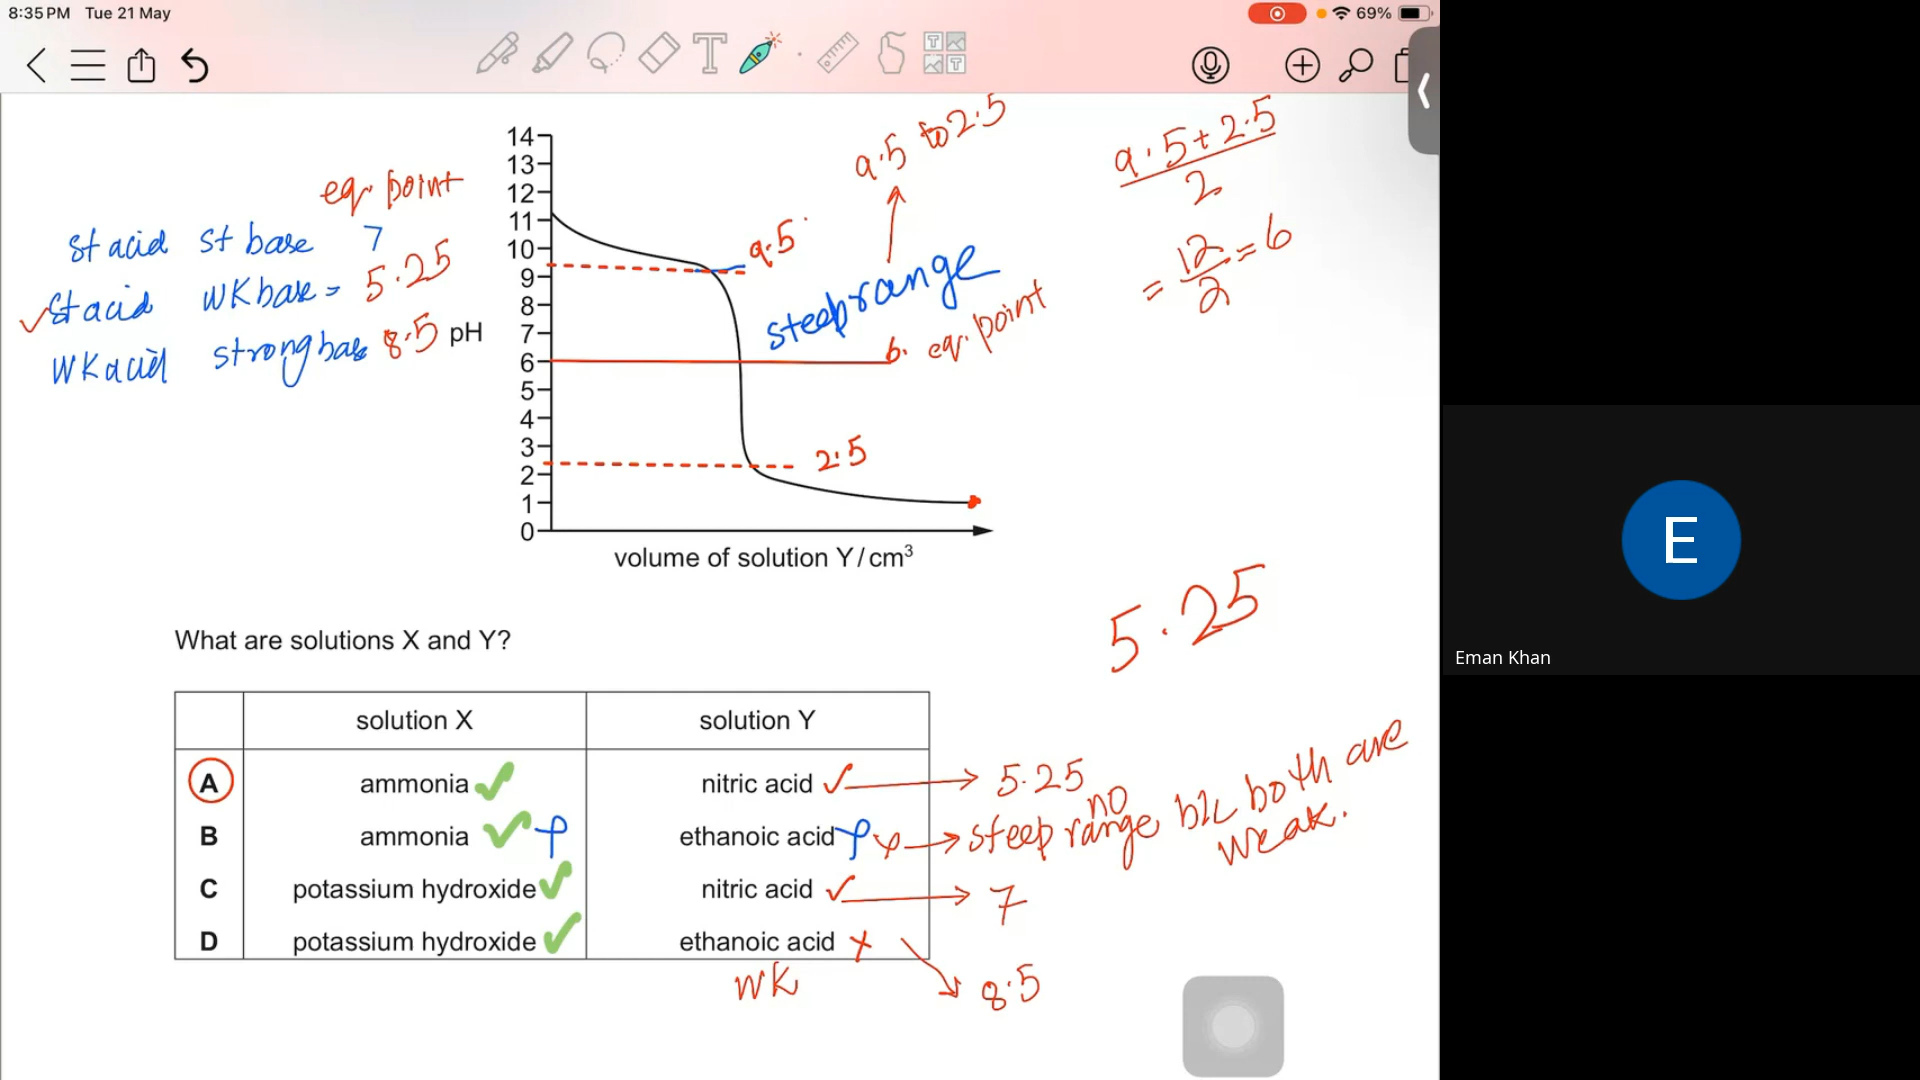 8:35 PM Tue 21 May
69%
9.5 to 2.5
9.5 + 2.5
2
= 12 = 6
2
eq. point
St acid st base 7
✓ St acid wk base = 5.25
wk acid strong base 8.5
pH
14
13
12
11
10
9
8
7
6
5
4
3
2
1
0
9.5
steep range
6. eq. point
2.5
volume of solution Y / cm³
5.25
What are solutions X and Y?
solution X solution Y
A ammonia ✓ nitric acid ✓ → 5.25
B ammonia ✓ ethanoic acid → no steep range b/c both are weak.
C potassium hydroxide ✓ nitric acid ✓ → 7
D potassium hydroxide ✓ ethanoic acid ✗ → 8.5
wk
E
Eman Khan